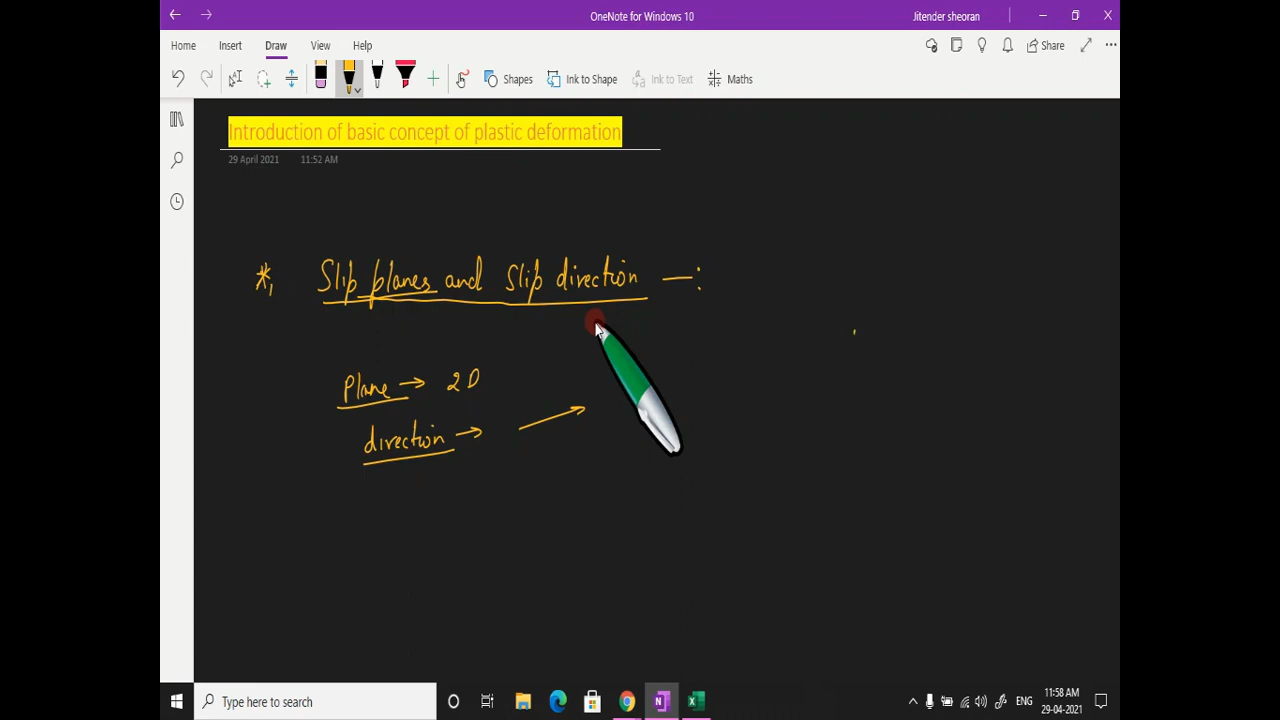 OneNote for Windows 10
Jitender sheoran
Home Insert Draw View Help
Share
Shapes Ink to Shape Ink to Text Maths
Introduction of basic concept of plastic deformation
29 April 2021 11:52 AM
*, Slip planes and Slip direction —:
Plane → 2D
direction →
Type here to search
ENG
11:58 AM
29-04-2021